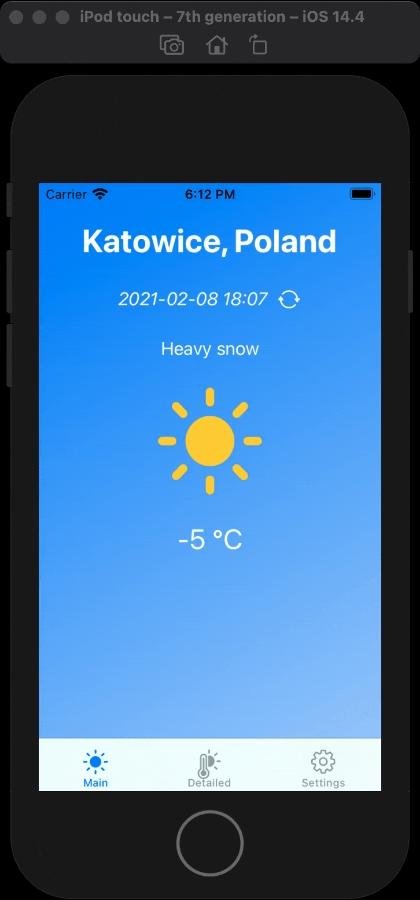 iPod touch – 7th generation – iOS 14.4
Carrier 6:12 PM
Katowice, Poland
2021-02-08 18:07
Heavy snow
-5 °C
Main Detailed Settings